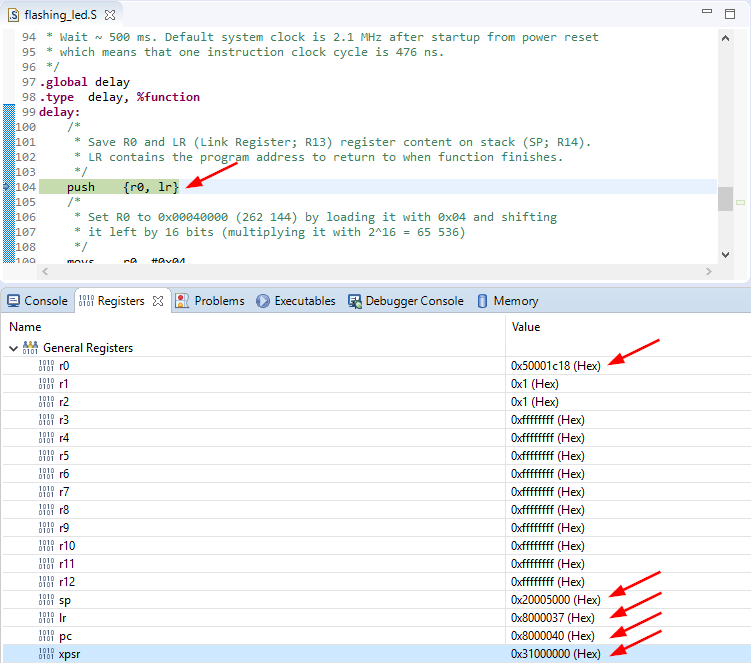 flashing_led.S
94 * Wait ~ 500 ms. Default system clock is 2.1 MHz after startup from power reset
95 * which means that one instruction clock cycle is 476 ns.
96 */
97 .global delay
98 .type delay, %function
99 delay:
100 /*
101 * Save R0 and LR (Link Register; R13) register content on stack (SP; R14).
102 * LR contains the program address to return to when function finishes.
103 */
104 push {r0, lr}
105 /*
106 * Set R0 to 0x00040000 (262 144) by loading it with 0x04 and shifting
107 * it left by 16 bits (multiplying it with 2^16 = 65 536)
108 */
109 movs r0, #0x04
Console Registers Problems Executables Debugger Console Memory
Name Value
General Registers
r0 0x50001c18 (Hex)
r1 0x1 (Hex)
r2 0x1 (Hex)
r3 0xffffffff (Hex)
r4 0xffffffff (Hex)
r5 0xffffffff (Hex)
r6 0xffffffff (Hex)
r7 0xffffffff (Hex)
r8 0xffffffff (Hex)
r9 0xffffffff (Hex)
r10 0xffffffff (Hex)
r11 0xffffffff (Hex)
r12 0xffffffff (Hex)
sp 0x20005000 (Hex)
lr 0x8000037 (Hex)
pc 0x8000040 (Hex)
xpsr 0x31000000 (Hex)